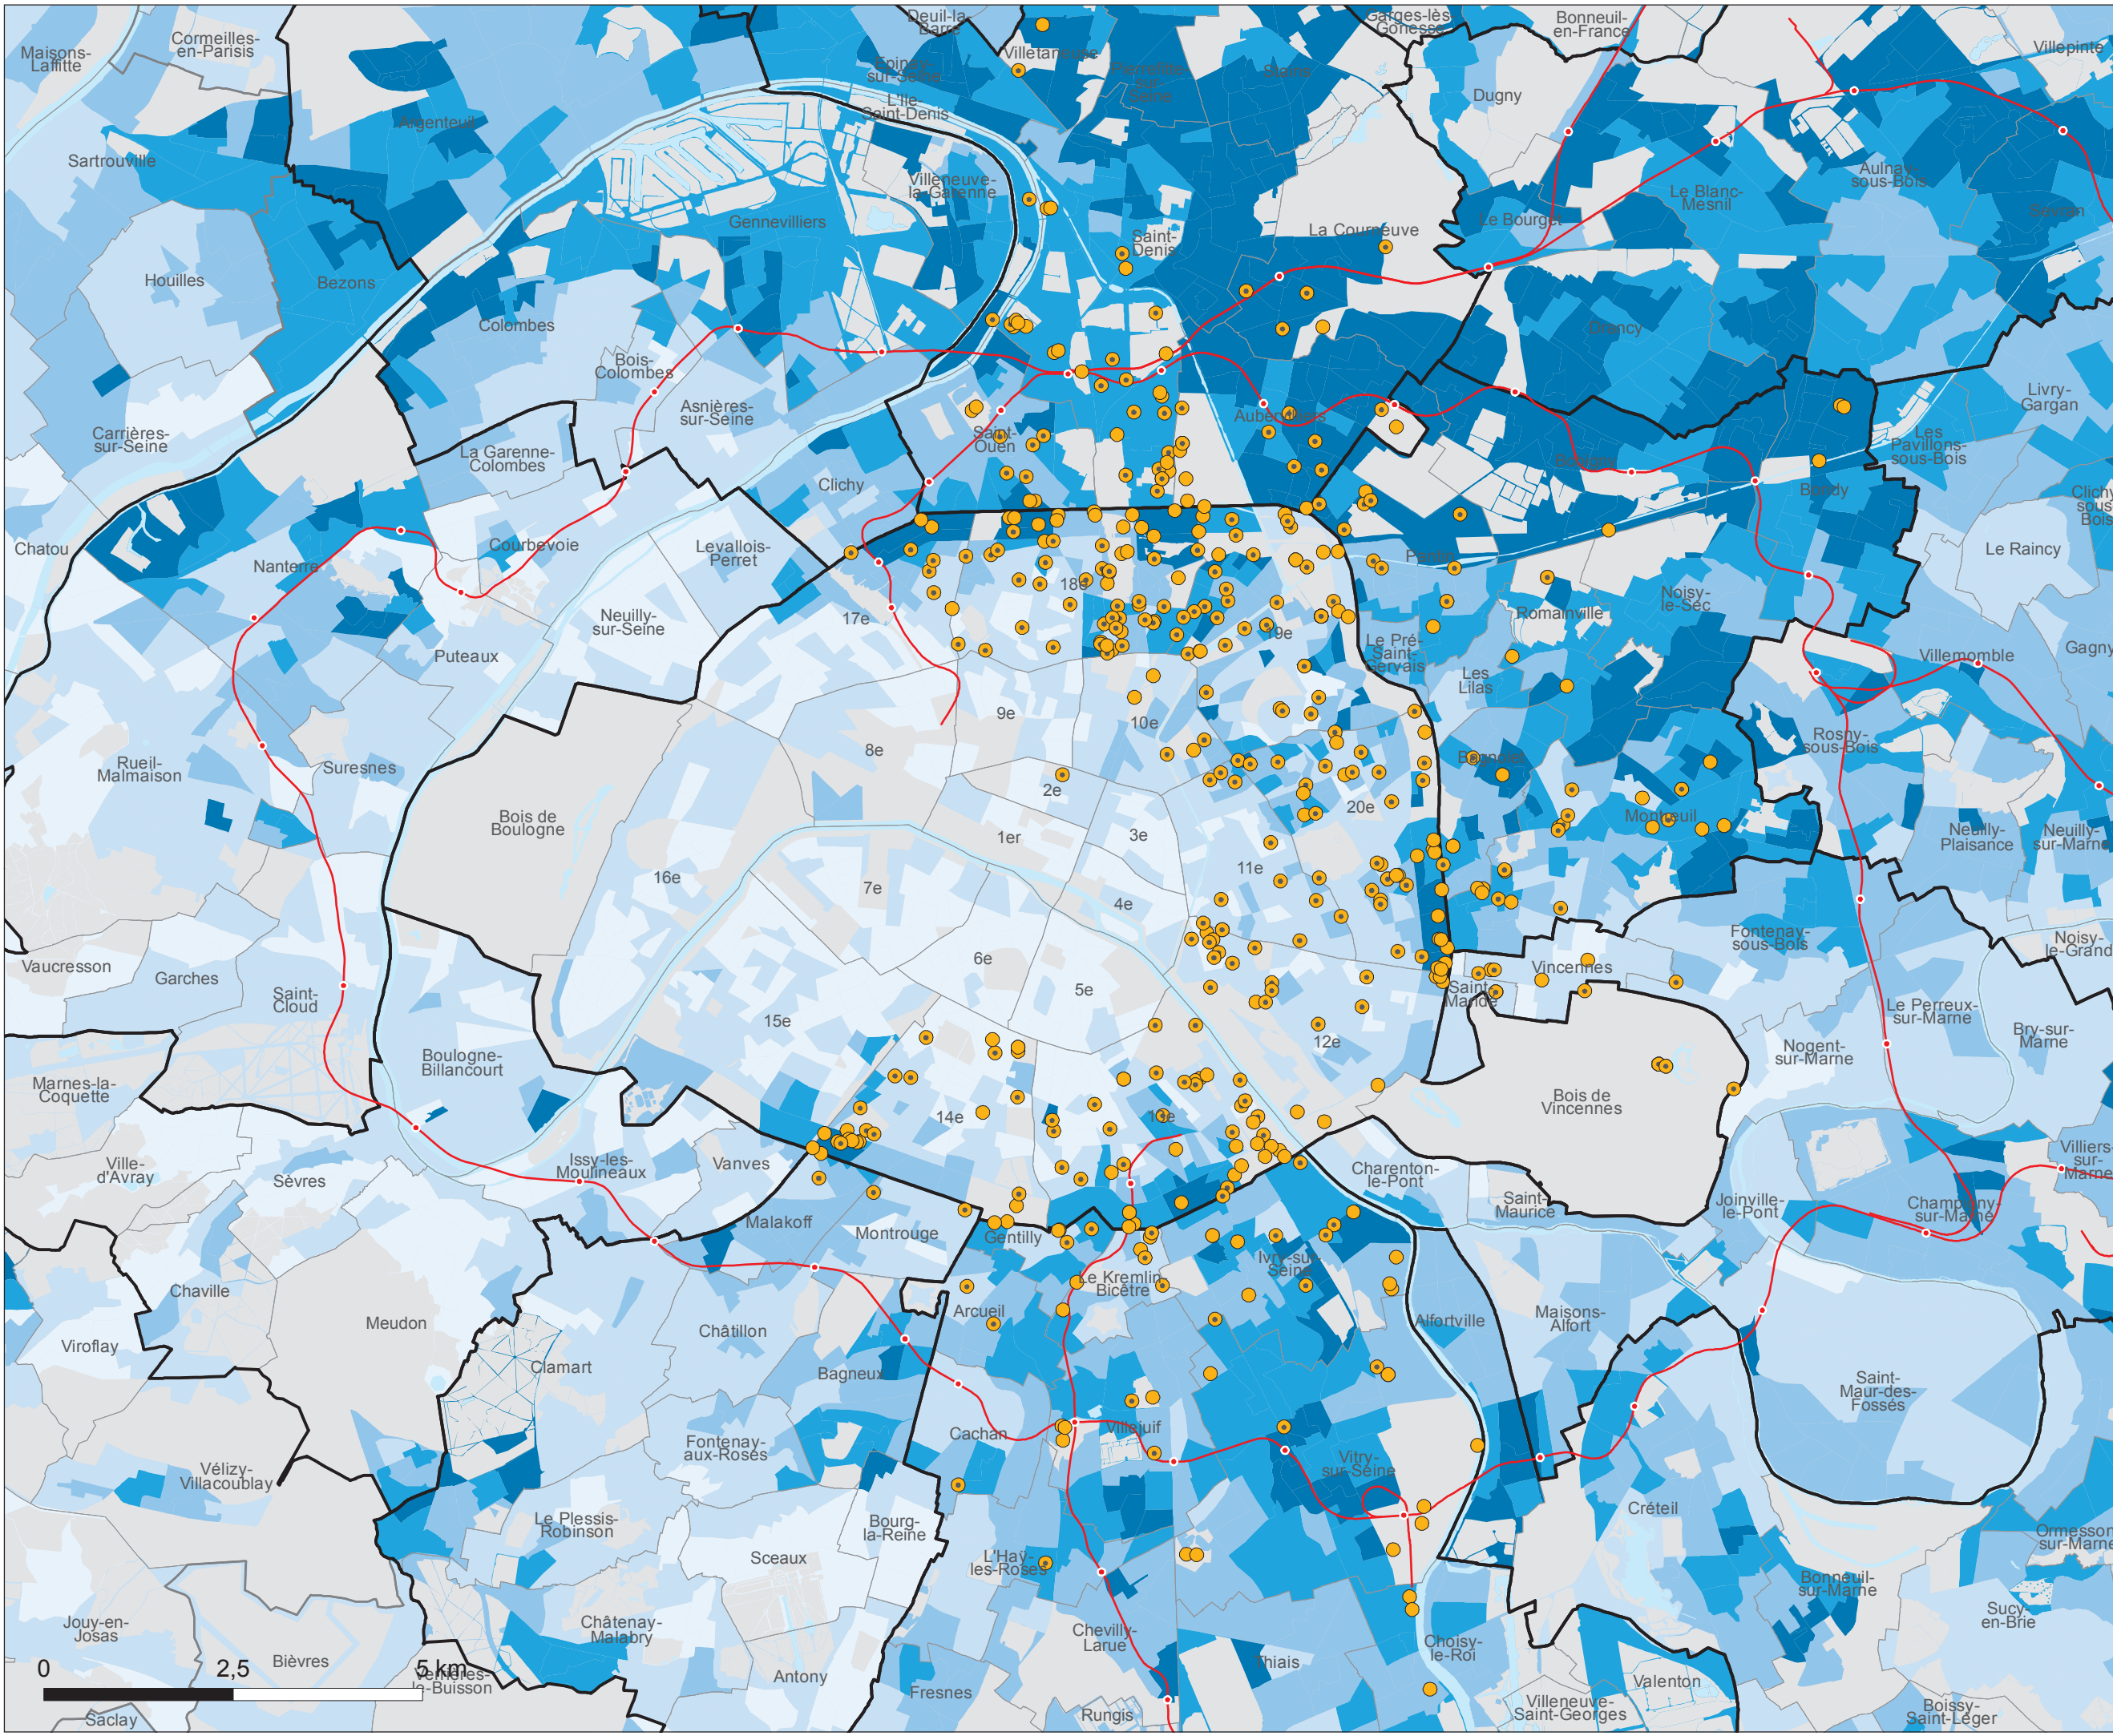 Maisons-
Laffitte
Cormeilles-
en-Parisis
Deuil-la-
Barre
Villetaneuse
Garges-lès
Gonesse
Bonneuil-
en-France
Villepinte
Epinay-
sur-Seine
Pierrefitte-
sur-
Seine
Stains
Dugny
L'Ile-
Saint-Denis
Argenteuil
Sartrouville
Villeneuve-
la-Garenne
Gennevilliers
Aulnay-
sous-Bois
Le Blanc-
Mesnil
Sevran
Le Bourget
La Courneuve
Saint-
Denis
Houilles
Bezons
Colombes
Drancy
Bois-
Colombes
Asnières-
sur-Seine
Livry-
Gargan
Carrières-
sur-Seine
La Garenne-
Colombes
Saint-
Ouen
Aubervilliers
Bobigny
Les
Pavillons-
sous-Bois
Clichy
Bondy
Clichy-
sous-
Bois
Chatou
Nanterre
Courbevoie
Levallois-
Perret
Pantin
Le Raincy
Neuilly-
sur-Seine
17e
18e
19e
Romainville
Noisy-
le-Sec
Puteaux
Le Pré-
Saint-
Gervais
Les
Lilas
Villemomble
Gagny
Rueil-
Malmaison
Suresnes
8e
9e
10e
Bagnolet
Rosny-
sous-Bois
Bois de
Boulogne
2e
1er
3e
20e
Montreuil
Neuilly-
Plaisance
Neuilly-
sur-Marne
16e
7e
4e
11e
Vaucresson
Garches
Saint-
Cloud
6e
5e
Fontenay-
sous-Bois
Noisy-
le-Grand
Vincennes
Saint-
Mandé
15e
12e
Le Perreux-
sur-Marne
Bry-sur-
Marne
Nogent-
sur-Marne
Marnes-la-
Coquette
Boulogne-
Billancourt
14e
13e
Bois de
Vincennes
Ville-
d'Avray
Sèvres
Issy-les-
Moulineaux
Vanves
Charenton-
le-Pont
Saint-
Maurice
Joinville-
le-Pont
Champigny-
sur-Marne
Villiers-
sur-
Marne
Malakoff
Montrouge
Gentilly
Ivry-sur-
Seine
Chaville
Meudon
Le Kremlin-
Bicêtre
Arcueil
Alfortville
Maisons-
Alfort
Viroflay
Clamart
Châtillon
Bagneux
Saint-
Maur-des-
Fossés
Vélizy-
Villacoublay
Fontenay-
aux-Roses
Cachan
Villejuif
Vitry-
sur-Seine
Créteil
Le Plessis-
Robinson
Bourg-
la-Reine
Sceaux
L'Haÿ-
les-Roses
Ormesson-
sur-Marne
Bonneuil-
sur-Marne
Sucy-
en-Brie
Jouy-en-
Josas
Bièvres
Châtenay-
Malabry
Antony
Fresnes
Chevilly-
Larue
Rungis
Thiais
Choisy-
le-Roi
Villeneuve-
Saint-Georges
Valenton
Boissy-
Saint-Léger
0
2,5
5 km
Verrières-
le-Buisson
Saclay